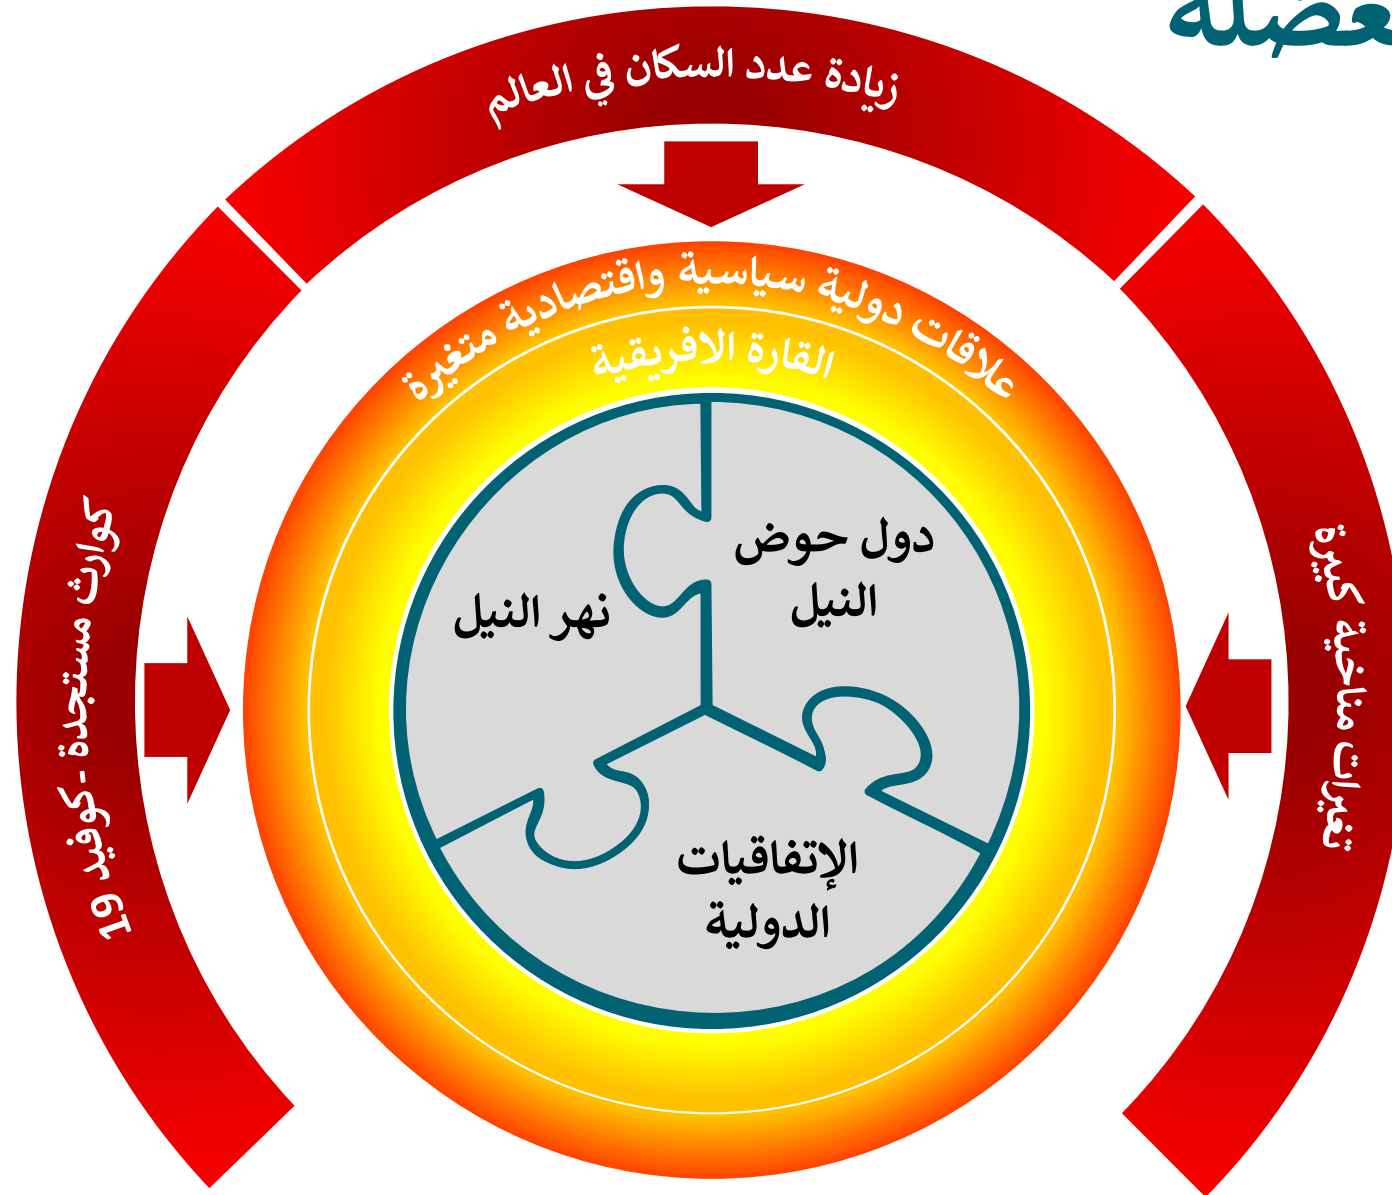 زيادة عدد السكان في العالم
علاقات دولية سياسية واقتصادية متغيرة
القارة الافريقية
دول حوض
النيل
نهر النيل
الإتفاقيات
الدولية
تغيرات مناخية كبيرة
كوارث مستجدة - كوفيد 19